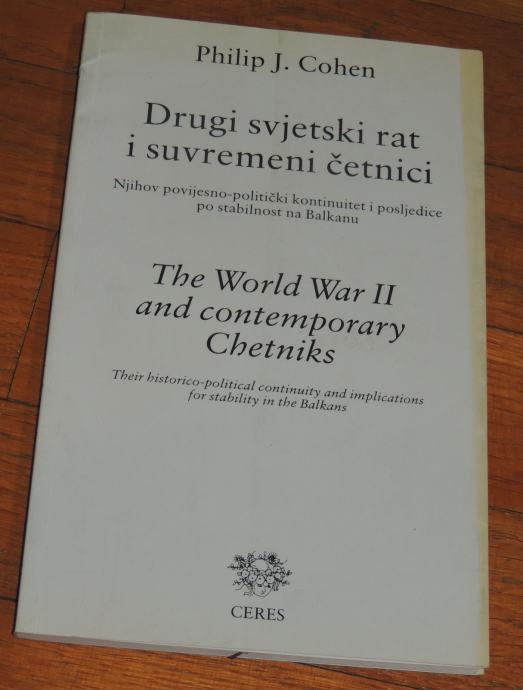 Philip J. Cohen
Drugi svjetski rat
i suvremeni četnici
Njihov povijesno-politički kontinuitet i posljedice
po stabilnost na Balkanu
The World War II
and contemporary
Chetniks
Their historico-political continuity and implications
for stability in the Balkans
CERES